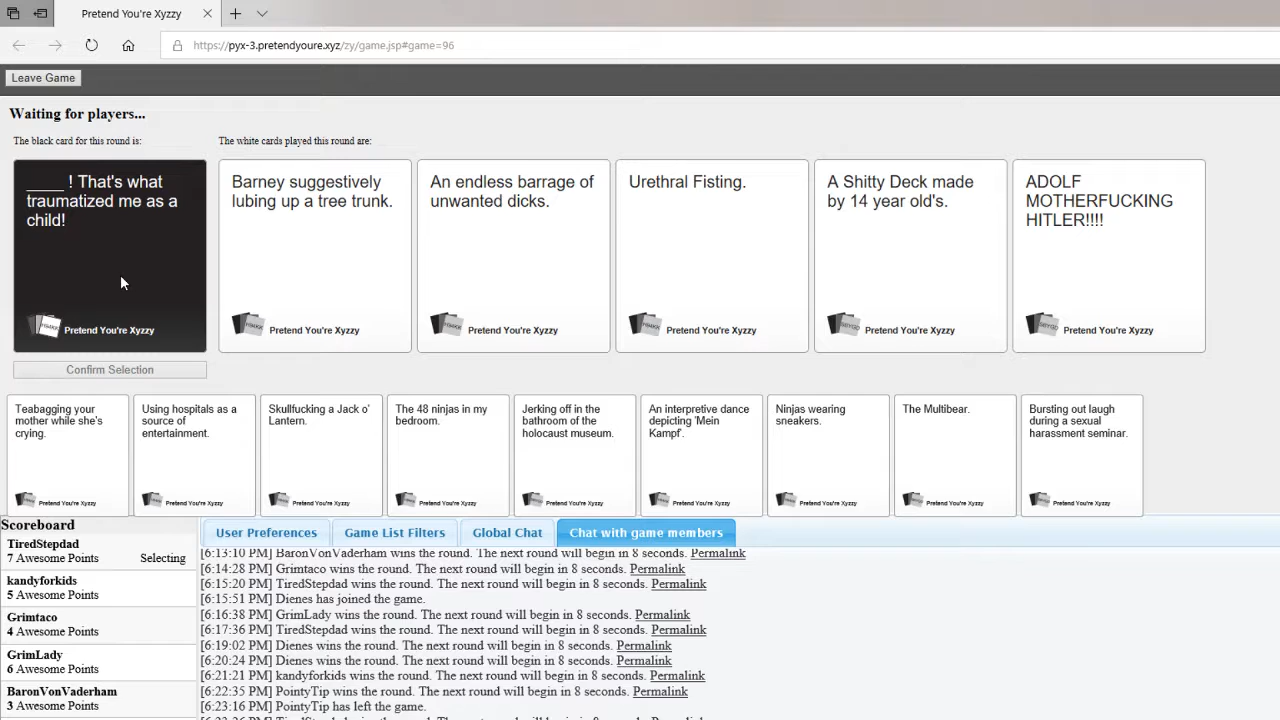 Pretend You're Xyzzy
https://pyx-3.pretendyoure.xyz/zy/game.jsp#game=96
Leave Game
Waiting for players...
The black card for this round is:
The white cards played this round are:
____ ! That's what
traumatized me as a
child!
Pretend You're Xyzzy
Barney suggestively
lubing up a tree trunk.
Pretend You're Xyzzy
An endless barrage of
unwanted dicks.
Pretend You're Xyzzy
Urethral Fisting.
Pretend You're Xyzzy
A Shitty Deck made
by 14 year old's.
Pretend You're Xyzzy
ADOLF
MOTHERFUCKING
HITLER!!!!
Pretend You're Xyzzy
Confirm Selection
Teabagging your
mother while she's
crying.
Pretend You're Xyzzy
Using hospitals as a
source of
entertainment.
Pretend You're Xyzzy
Skullfucking a Jack o'
Lantern.
Pretend You're Xyzzy
The 48 ninjas in my
bedroom.
Pretend You're Xyzzy
Jerking off in the
bathroom of the
holocaust museum.
Pretend You're Xyzzy
An interpretive dance
depicting 'Mein
Kampf'.
Pretend You're Xyzzy
Ninjas wearing
sneakers.
Pretend You're Xyzzy
The Multibear.
Pretend You're Xyzzy
Bursting out laugh
during a sexual
harassment seminar.
Pretend You're Xyzzy
Scoreboard
TiredStepdad
7 Awesome Points Selecting
kandyforkids
5 Awesome Points
Grimtaco
4 Awesome Points
GrimLady
6 Awesome Points
BaronVonVaderham
3 Awesome Points
User Preferences
Game List Filters
Global Chat
Chat with game members
[6:13:10 PM] BaronVonVaderham wins the round. The next round will begin in 8 seconds. Permalink
[6:14:28 PM] Grimtaco wins the round. The next round will begin in 8 seconds. Permalink
[6:15:20 PM] TiredStepdad wins the round. The next round will begin in 8 seconds. Permalink
[6:15:51 PM] Dienes has joined the game.
[6:16:38 PM] GrimLady wins the round. The next round will begin in 8 seconds. Permalink
[6:17:36 PM] TiredStepdad wins the round. The next round will begin in 8 seconds. Permalink
[6:19:02 PM] Dienes wins the round. The next round will begin in 8 seconds. Permalink
[6:20:24 PM] Dienes wins the round. The next round will begin in 8 seconds. Permalink
[6:21:21 PM] kandyforkids wins the round. The next round will begin in 8 seconds. Permalink
[6:22:35 PM] PointyTip wins the round. The next round will begin in 8 seconds. Permalink
[6:23:16 PM] PointyTip has left the game.